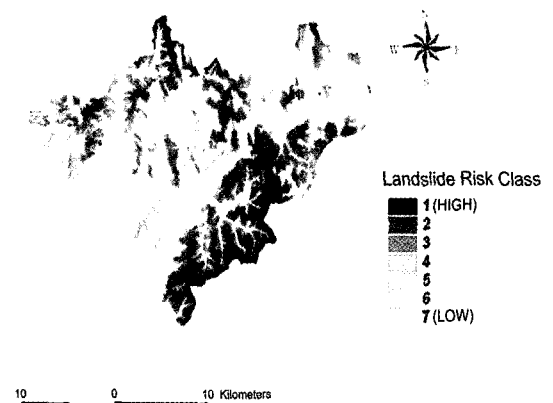 W E
S
Landslide Risk Class
1 (HIGH)
2
3
4
5
6
7 (LOW)
10 0 10 Kilometers